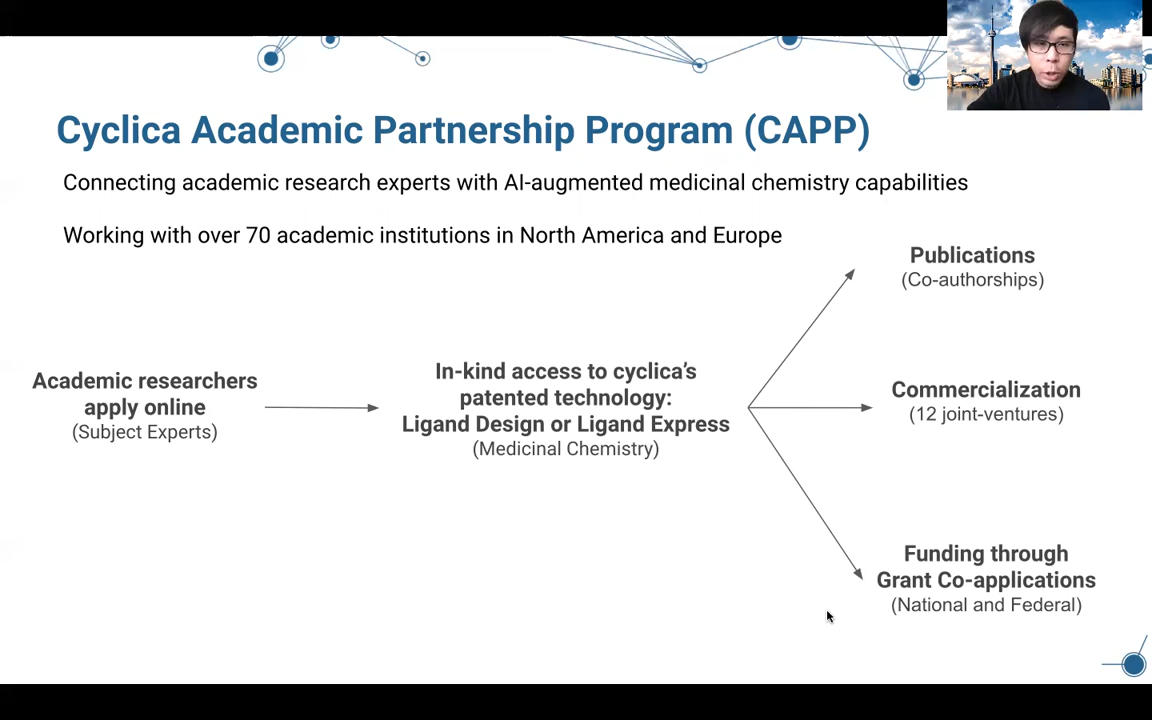 Cyclica Academic Partnership Program (CAPP)
Connecting academic research experts with AI-augmented medicinal chemistry capabilities
Working with over 70 academic institutions in North America and Europe
Academic researchers
apply online
(Subject Experts)
In-kind access to cyclica's
patented technology:
Ligand Design or Ligand Express
(Medicinal Chemistry)
Publications
(Co-authorships)
Commercialization
(12 joint-ventures)
Funding through
Grant Co-applications
(National and Federal)